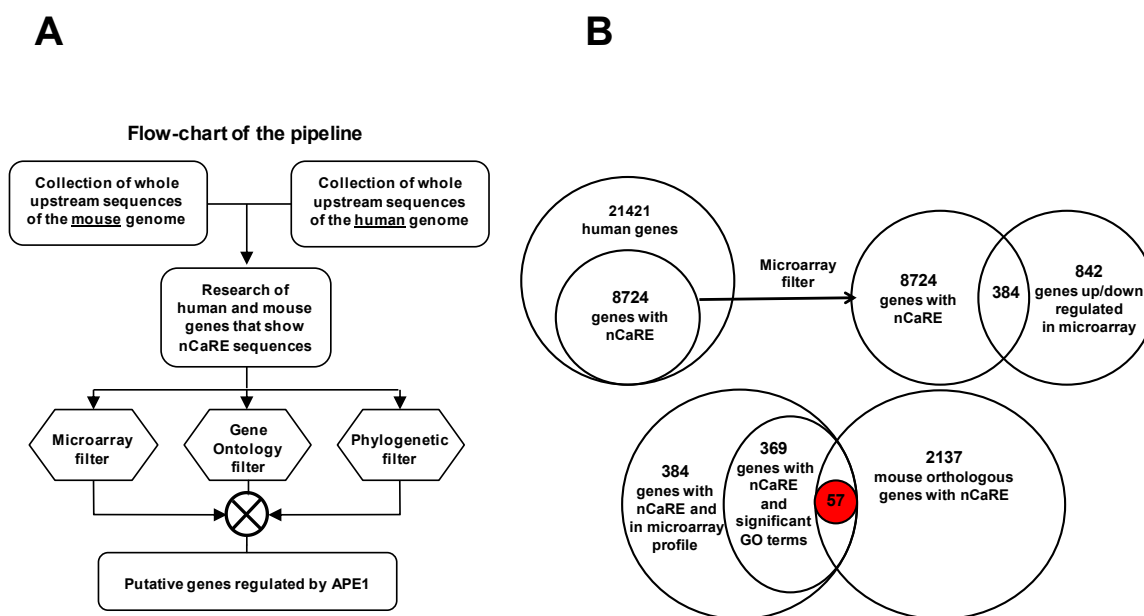 A
B
Flow-chart of the pipeline
Collection of whole
upstream sequences
of the mouse genome
Collection of whole
upstream sequences
of the human genome
Research of
human and mouse
genes that show
nCaRE sequences
Microarray
filter
Gene
Ontology
filter
Phylogenetic
filter
Putative genes regulated by APE1
21421
human genes
8724
genes with
nCaRE
Microarray
filter
8724
genes with
nCaRE
384
842
genes up/down
regulated
in microarray
384
genes with
nCaRE and
in microarray
profile
369
genes with
nCaRE
and
significant
GO terms
57
2137
mouse orthologous
genes with nCaRE